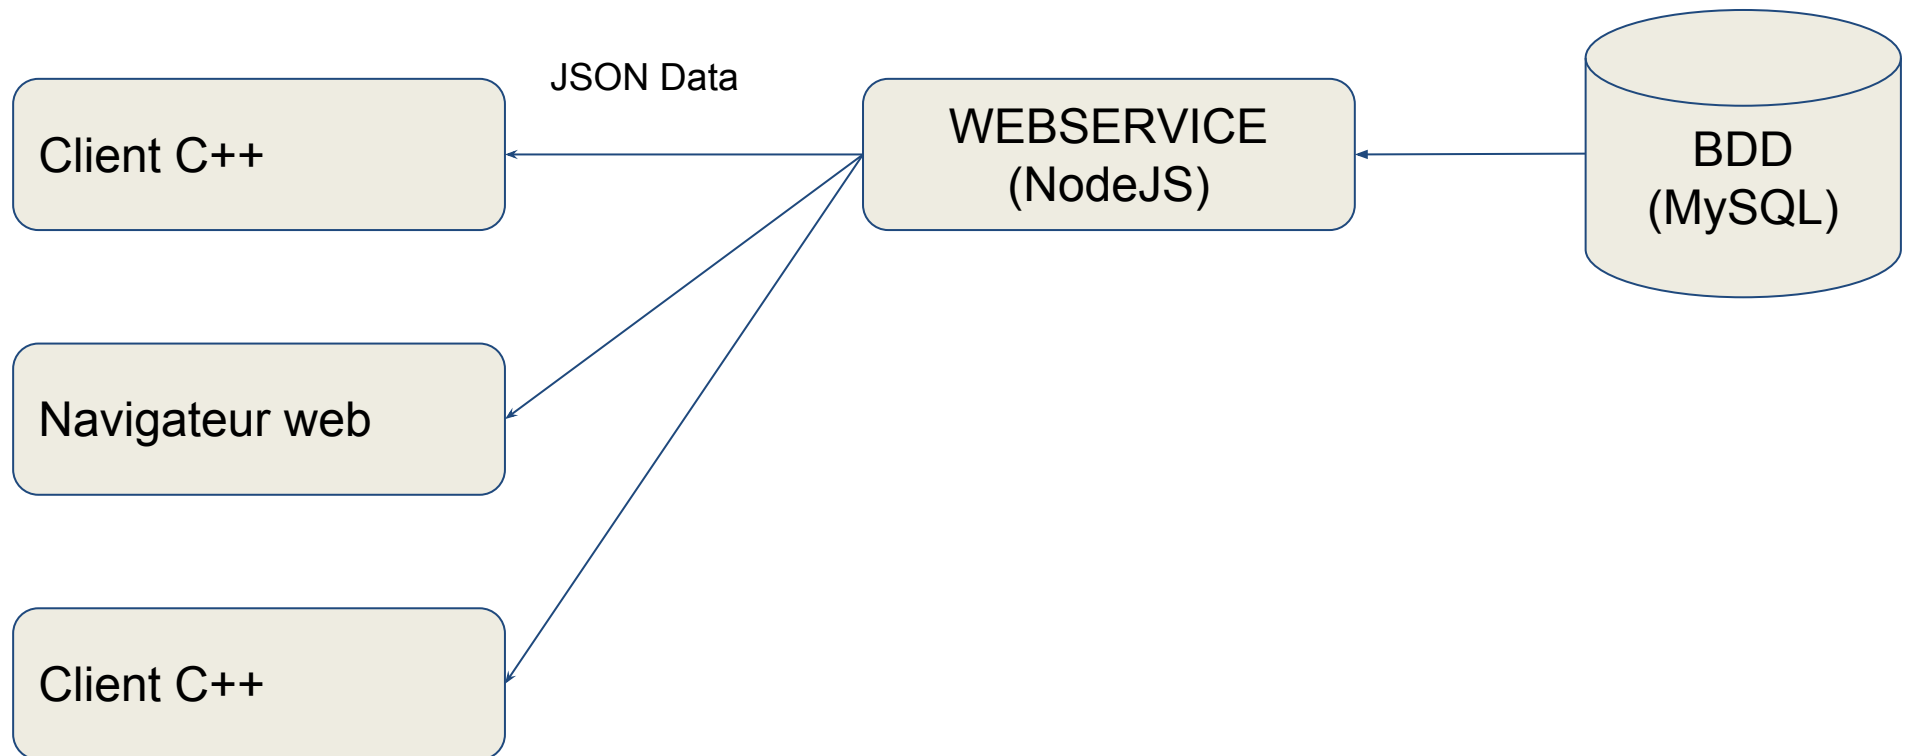 JSON Data
Client C++
WEBSERVICE
(NodeJS)
BDD
(MySQL)
Navigateur web
Client C++